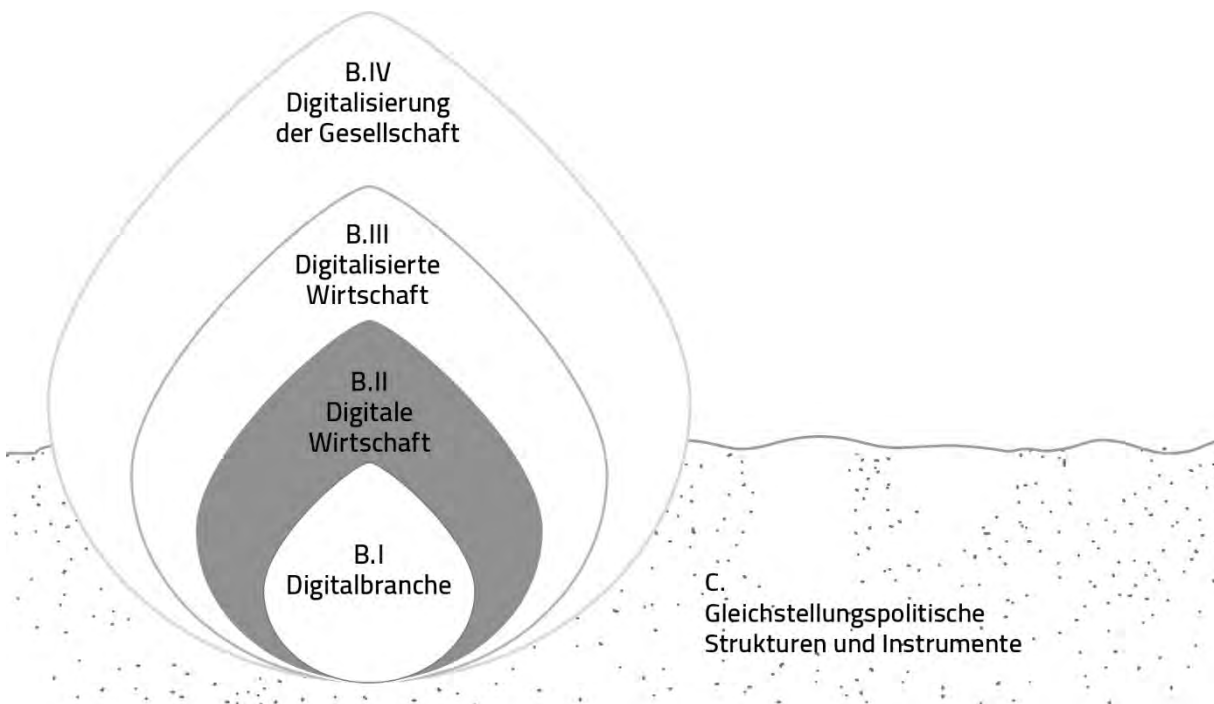 B.IV
Digitalisierung
der Gesellschaft
B.III
Digitalisierte
Wirtschaft
B.II
Digitale
Wirtschaft
B.I
Digitalbranche
C.
Gleichstellungspolitische
Strukturen und Instrumente